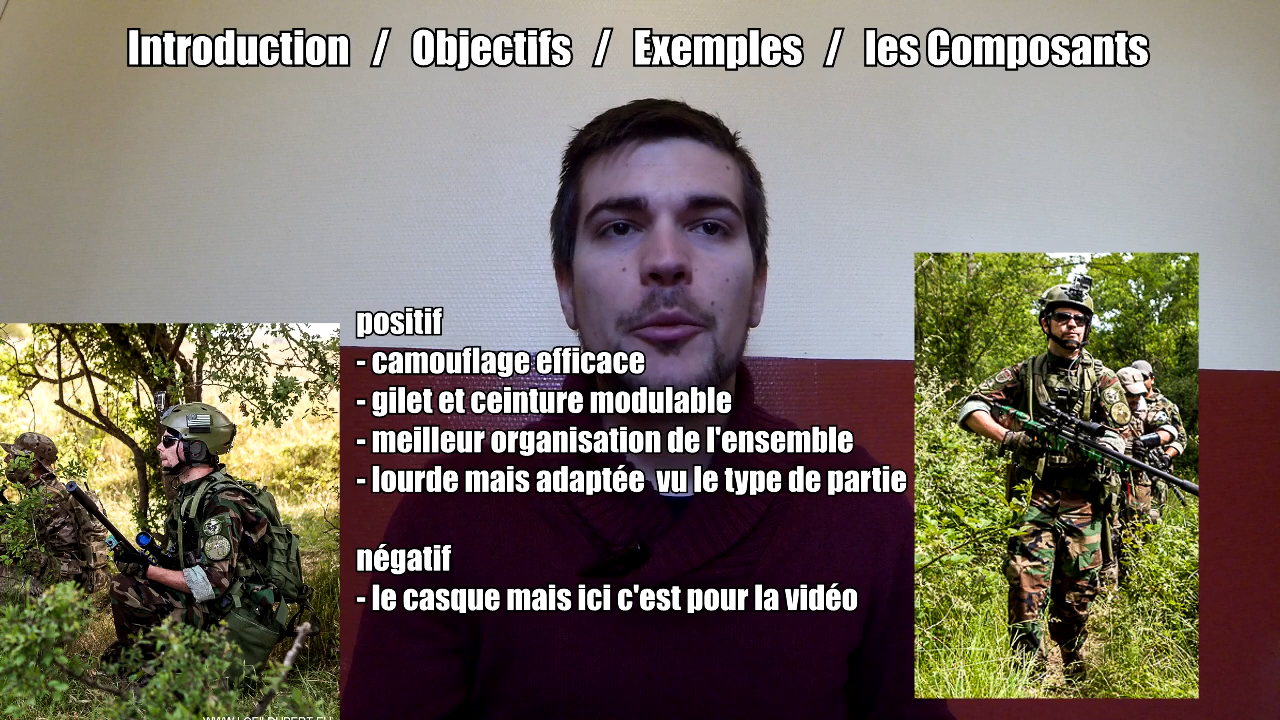 Introduction / Objectifs / Exemples / les Composants
positif
- camouflage efficace
- gilet et ceinture modulable
- meilleur organisation de l'ensemble
- lourde mais adaptée vu le type de partie
négatif
- le casque mais ici c'est pour la vidéo